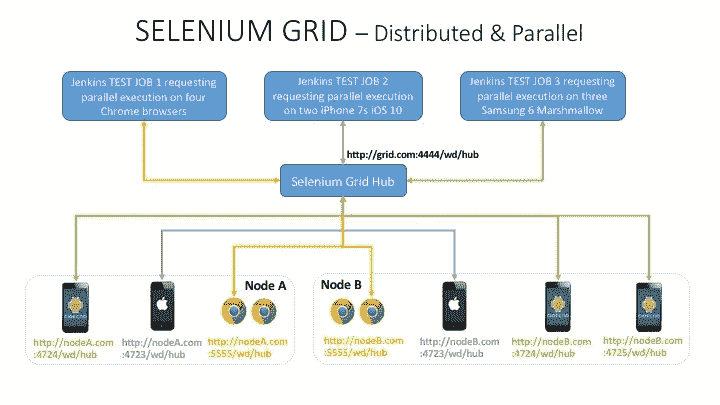 SELENIUM GRID – Distributed & Parallel
Jenkins TEST JOB 1 requesting
parallel execution on four
Chrome browsers
Jenkins TEST JOB 2
requesting parallel execution
on two iPhone 7s iOS 10
Jenkins TEST JOB 3 requesting
parallel execution on three
Samsung 6 Marshmallow
http://grid.com:4444/wd/hub
Selenium Grid Hub
Node A
Node B
http://nodeA.com
:4724/wd/hub
http://nodeA.com
:4723/wd/hub
http://nodeA.com
:5555/wd/hub
http://nodeB.com
:5555/wd/hub
http://nodeB.com
:4723/wd/hub
http://nodeB.com
:4724/wd/hub
http://nodeB.com
:4725/wd/hub